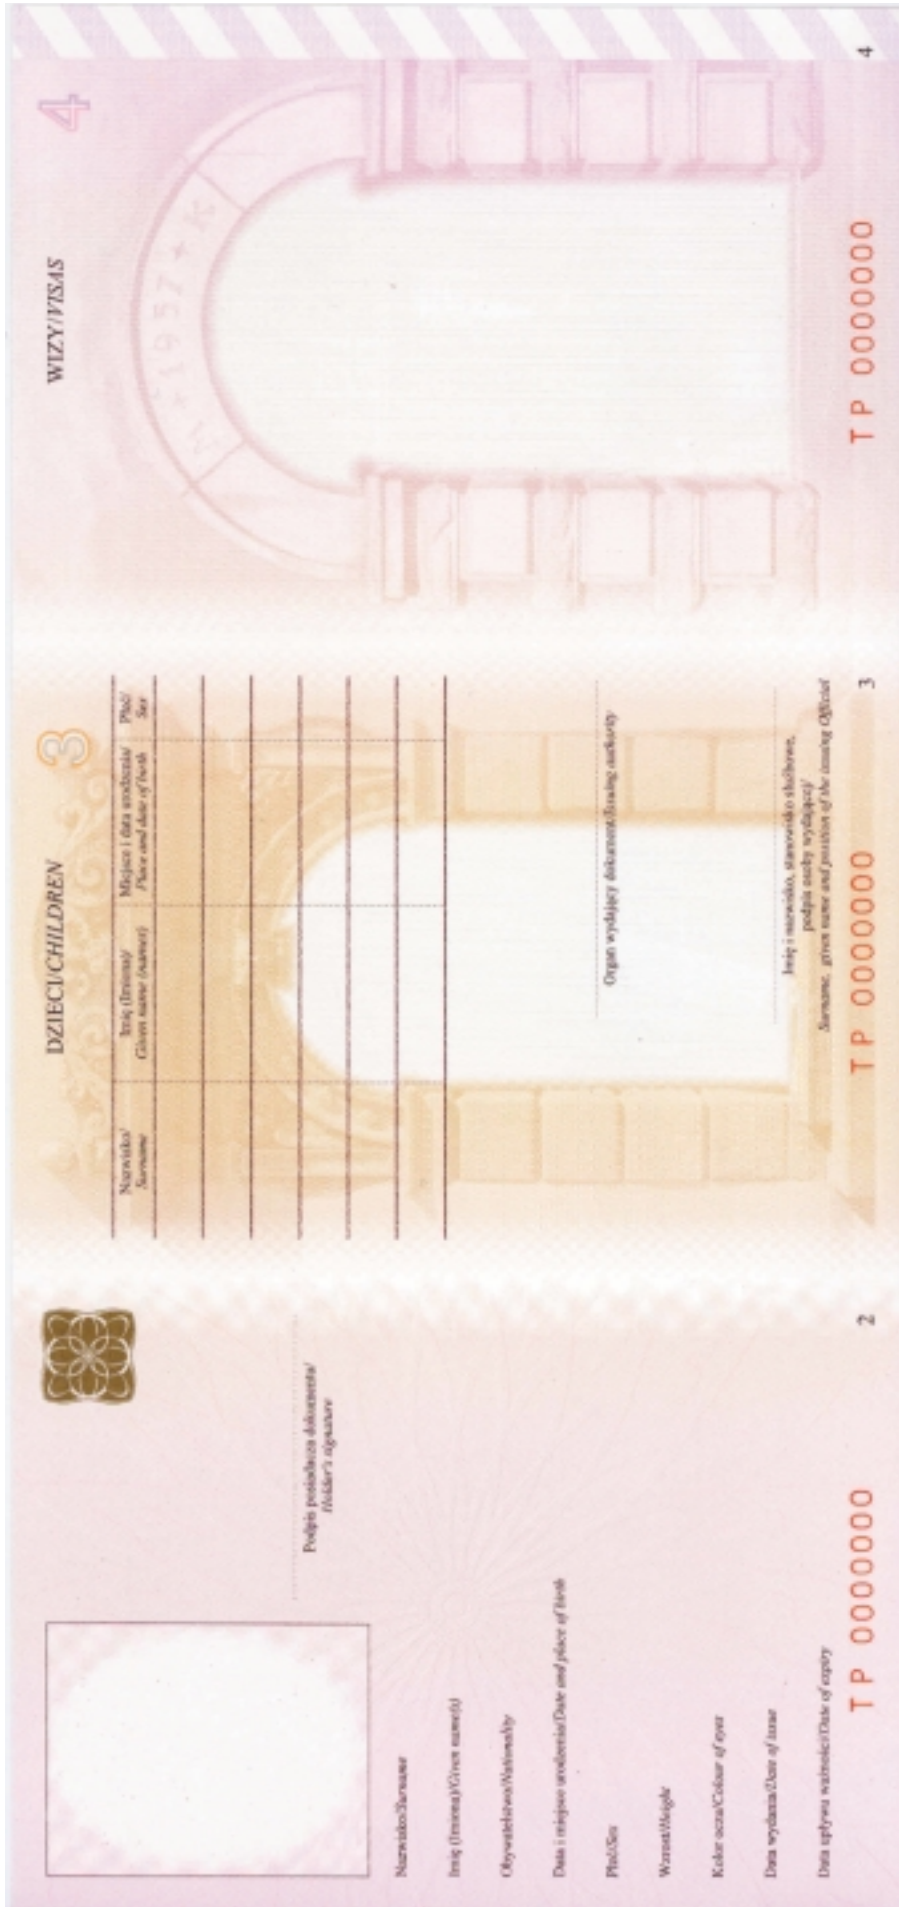 Podpis posiadacza dokumentu/
Holder's signature
Nazwisko/Surname
Imię (Imiona)/Given name(s)
Obywatelstwo/Nationality
Data i miejsce urodzenia/Date and place of birth
Płeć/Sex
Wzrost/Height
Kolor oczu/Colour of eyes
Data wydania/Date of issue
Data upływu ważności/Date of expiry
TP 0000000
2
DZIECI/CHILDREN
3
Nazwisko/
Surname
Imię (Imiona)/
Given name (names)
Miejsce i data urodzenia/
Place and date of birth
Płeć/
Sex
Organ wydający dokument/Issuing authority
Imię i nazwisko, stanowisko służbowe,
podpis osoby wydającej/
Surname, given name and position of the issuing Official
TP 0000000
3
WIZY/VISAS
4
M + 1957 + K
TP 0000000
4